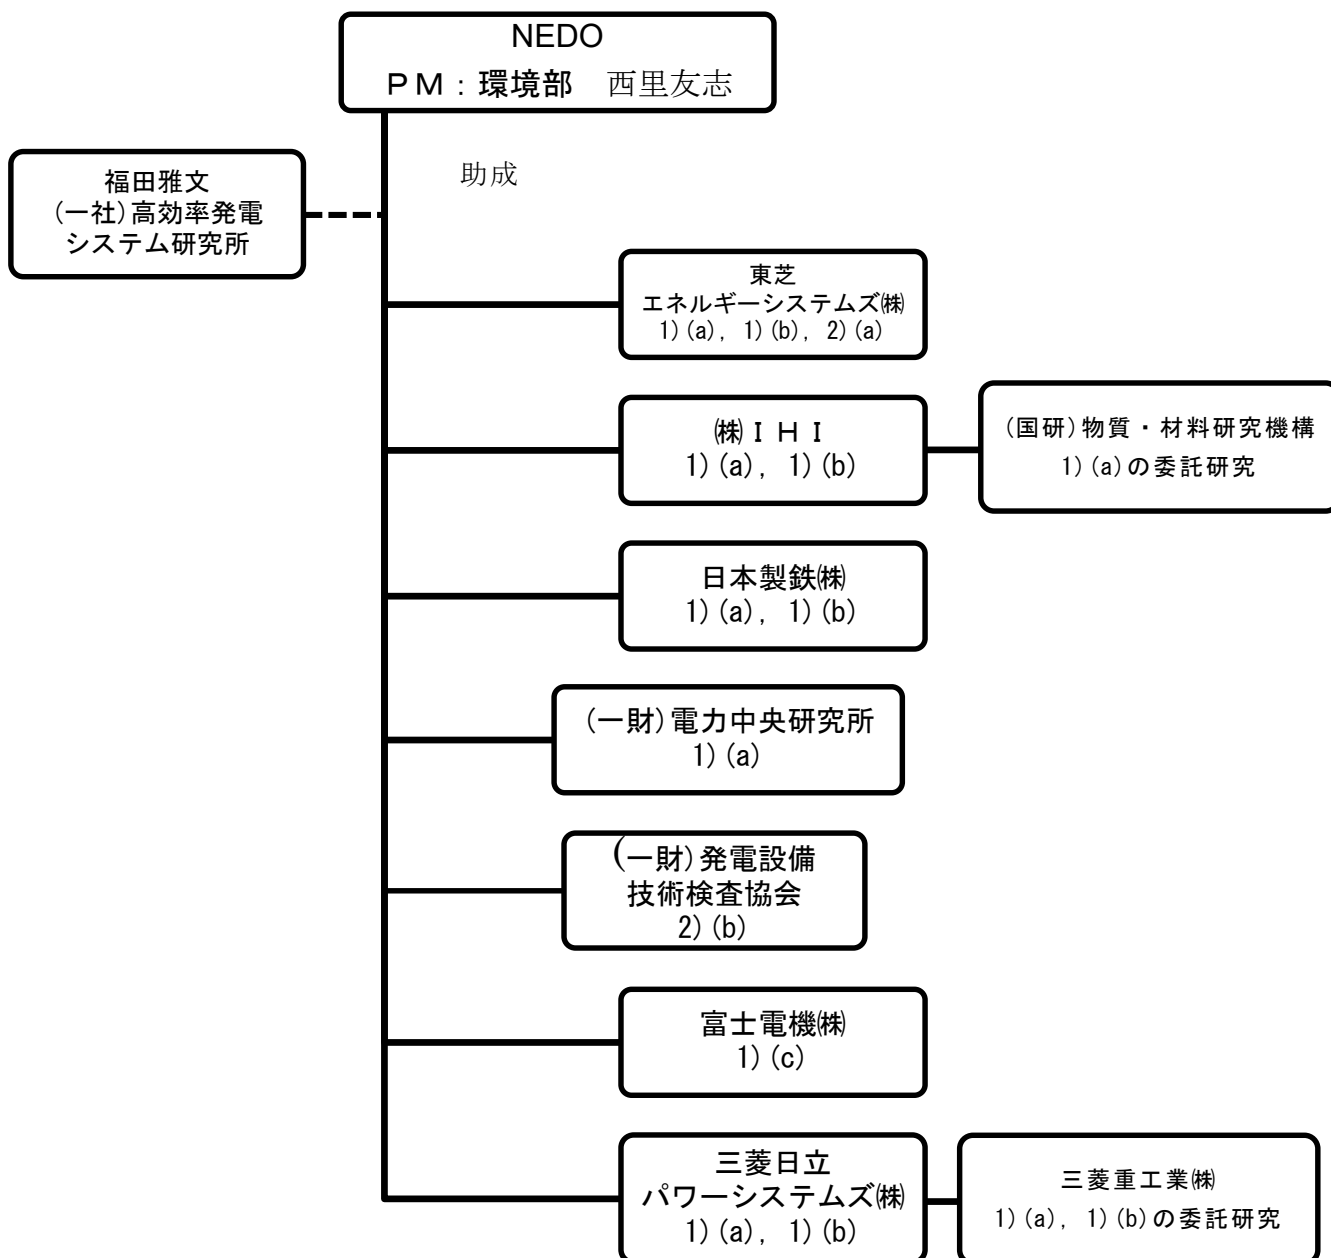 NEDO
ＰＭ：環境部　西里友志
助成
福田雅文
(一社)高効率発電
システム研究所
東芝
エネルギーシステムズ㈱
1)(a), 1)(b), 2)(a)
㈱ＩＨＩ
1)(a), 1)(b)
(国研)物質・材料研究機構
1)(a)の委託研究
日本製鉄㈱
1)(a), 1)(b)
(一財)電力中央研究所
1)(a)
(一財)発電設備
技術検査協会
2)(b)
富士電機㈱
1)(c)
三菱日立
パワーシステムズ㈱
1)(a), 1)(b)
三菱重工業㈱
1)(a), 1)(b)の委託研究